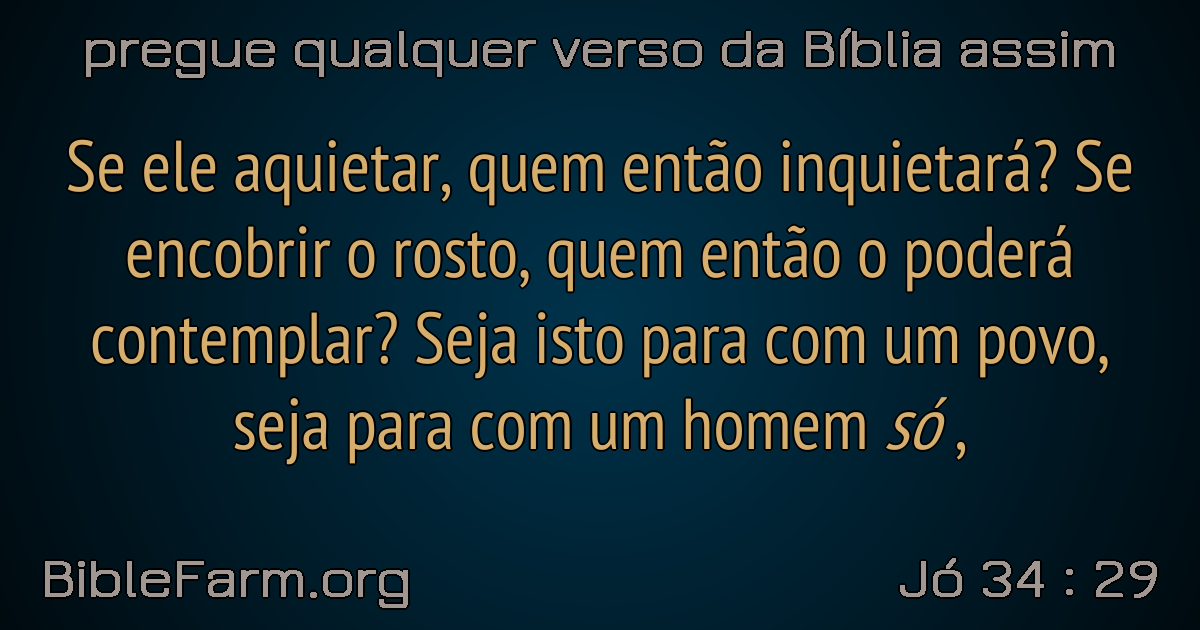 pregue qualquer verso da Bíblia assim
Se ele aquietar, quem então inquietará? Se
encobrir o rosto, quem então o poderá
contemplar? Seja isto para com um povo,
seja para com um homem só ,
BibleFarm.org
Jó 34 : 29